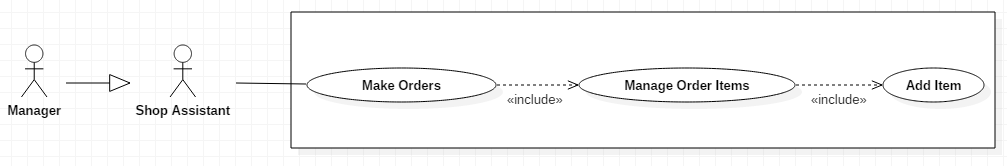 Manager
Shop Assistant
Make Orders
«include»
Manage Order Items
«include»
Add Item